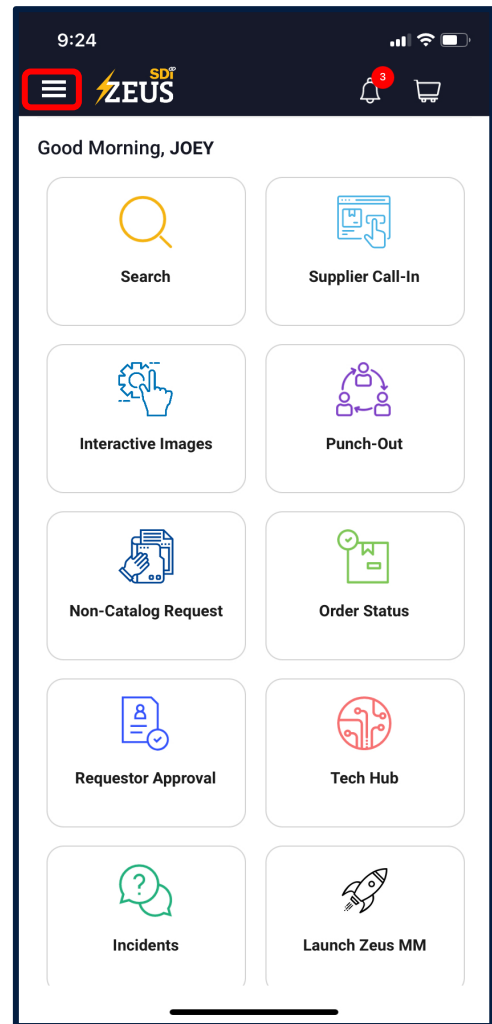 9:24
SDI®
ZEUS
3
Good Morning, JOEY
Search
Supplier Call-In
Interactive Images
Punch-Out
Non-Catalog Request
Order Status
Requestor Approval
Tech Hub
?
Incidents
Launch Zeus MM